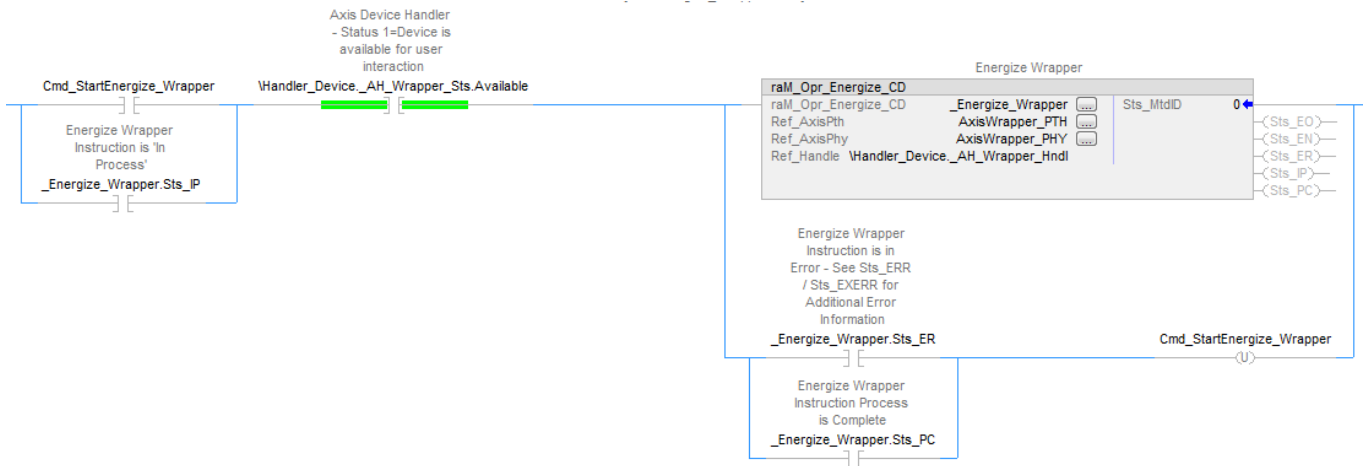 Axis Device Handler
- Status 1=Device is
available for user
interaction
Cmd_StartEnergize_Wrapper
\Handler_Device._AH_Wrapper_Sts.Available
Energize Wrapper
Instruction is 'In
Process'
_Energize_Wrapper.Sts_IP
Energize Wrapper
raM_Opr_Energize_CD
raM_Opr_Energize_CD _Energize_Wrapper ... Sts_MtdID 0
Ref_AxisPth AxisWrapper_PTH ...
Ref_AxisPhy AxisWrapper_PHY ...
Ref_Handle \Handler_Device._AH_Wrapper_Hndl
(Sts_EO)
(Sts_EN)
(Sts_ER)
(Sts_IP)
(Sts_PC)
Energize Wrapper
Instruction is in
Error - See Sts_ERR
/ Sts_EXERR for
Additional Error
Information
_Energize_Wrapper.Sts_ER
Cmd_StartEnergize_Wrapper
U
Energize Wrapper
Instruction Process
is Complete
_Energize_Wrapper.Sts_PC